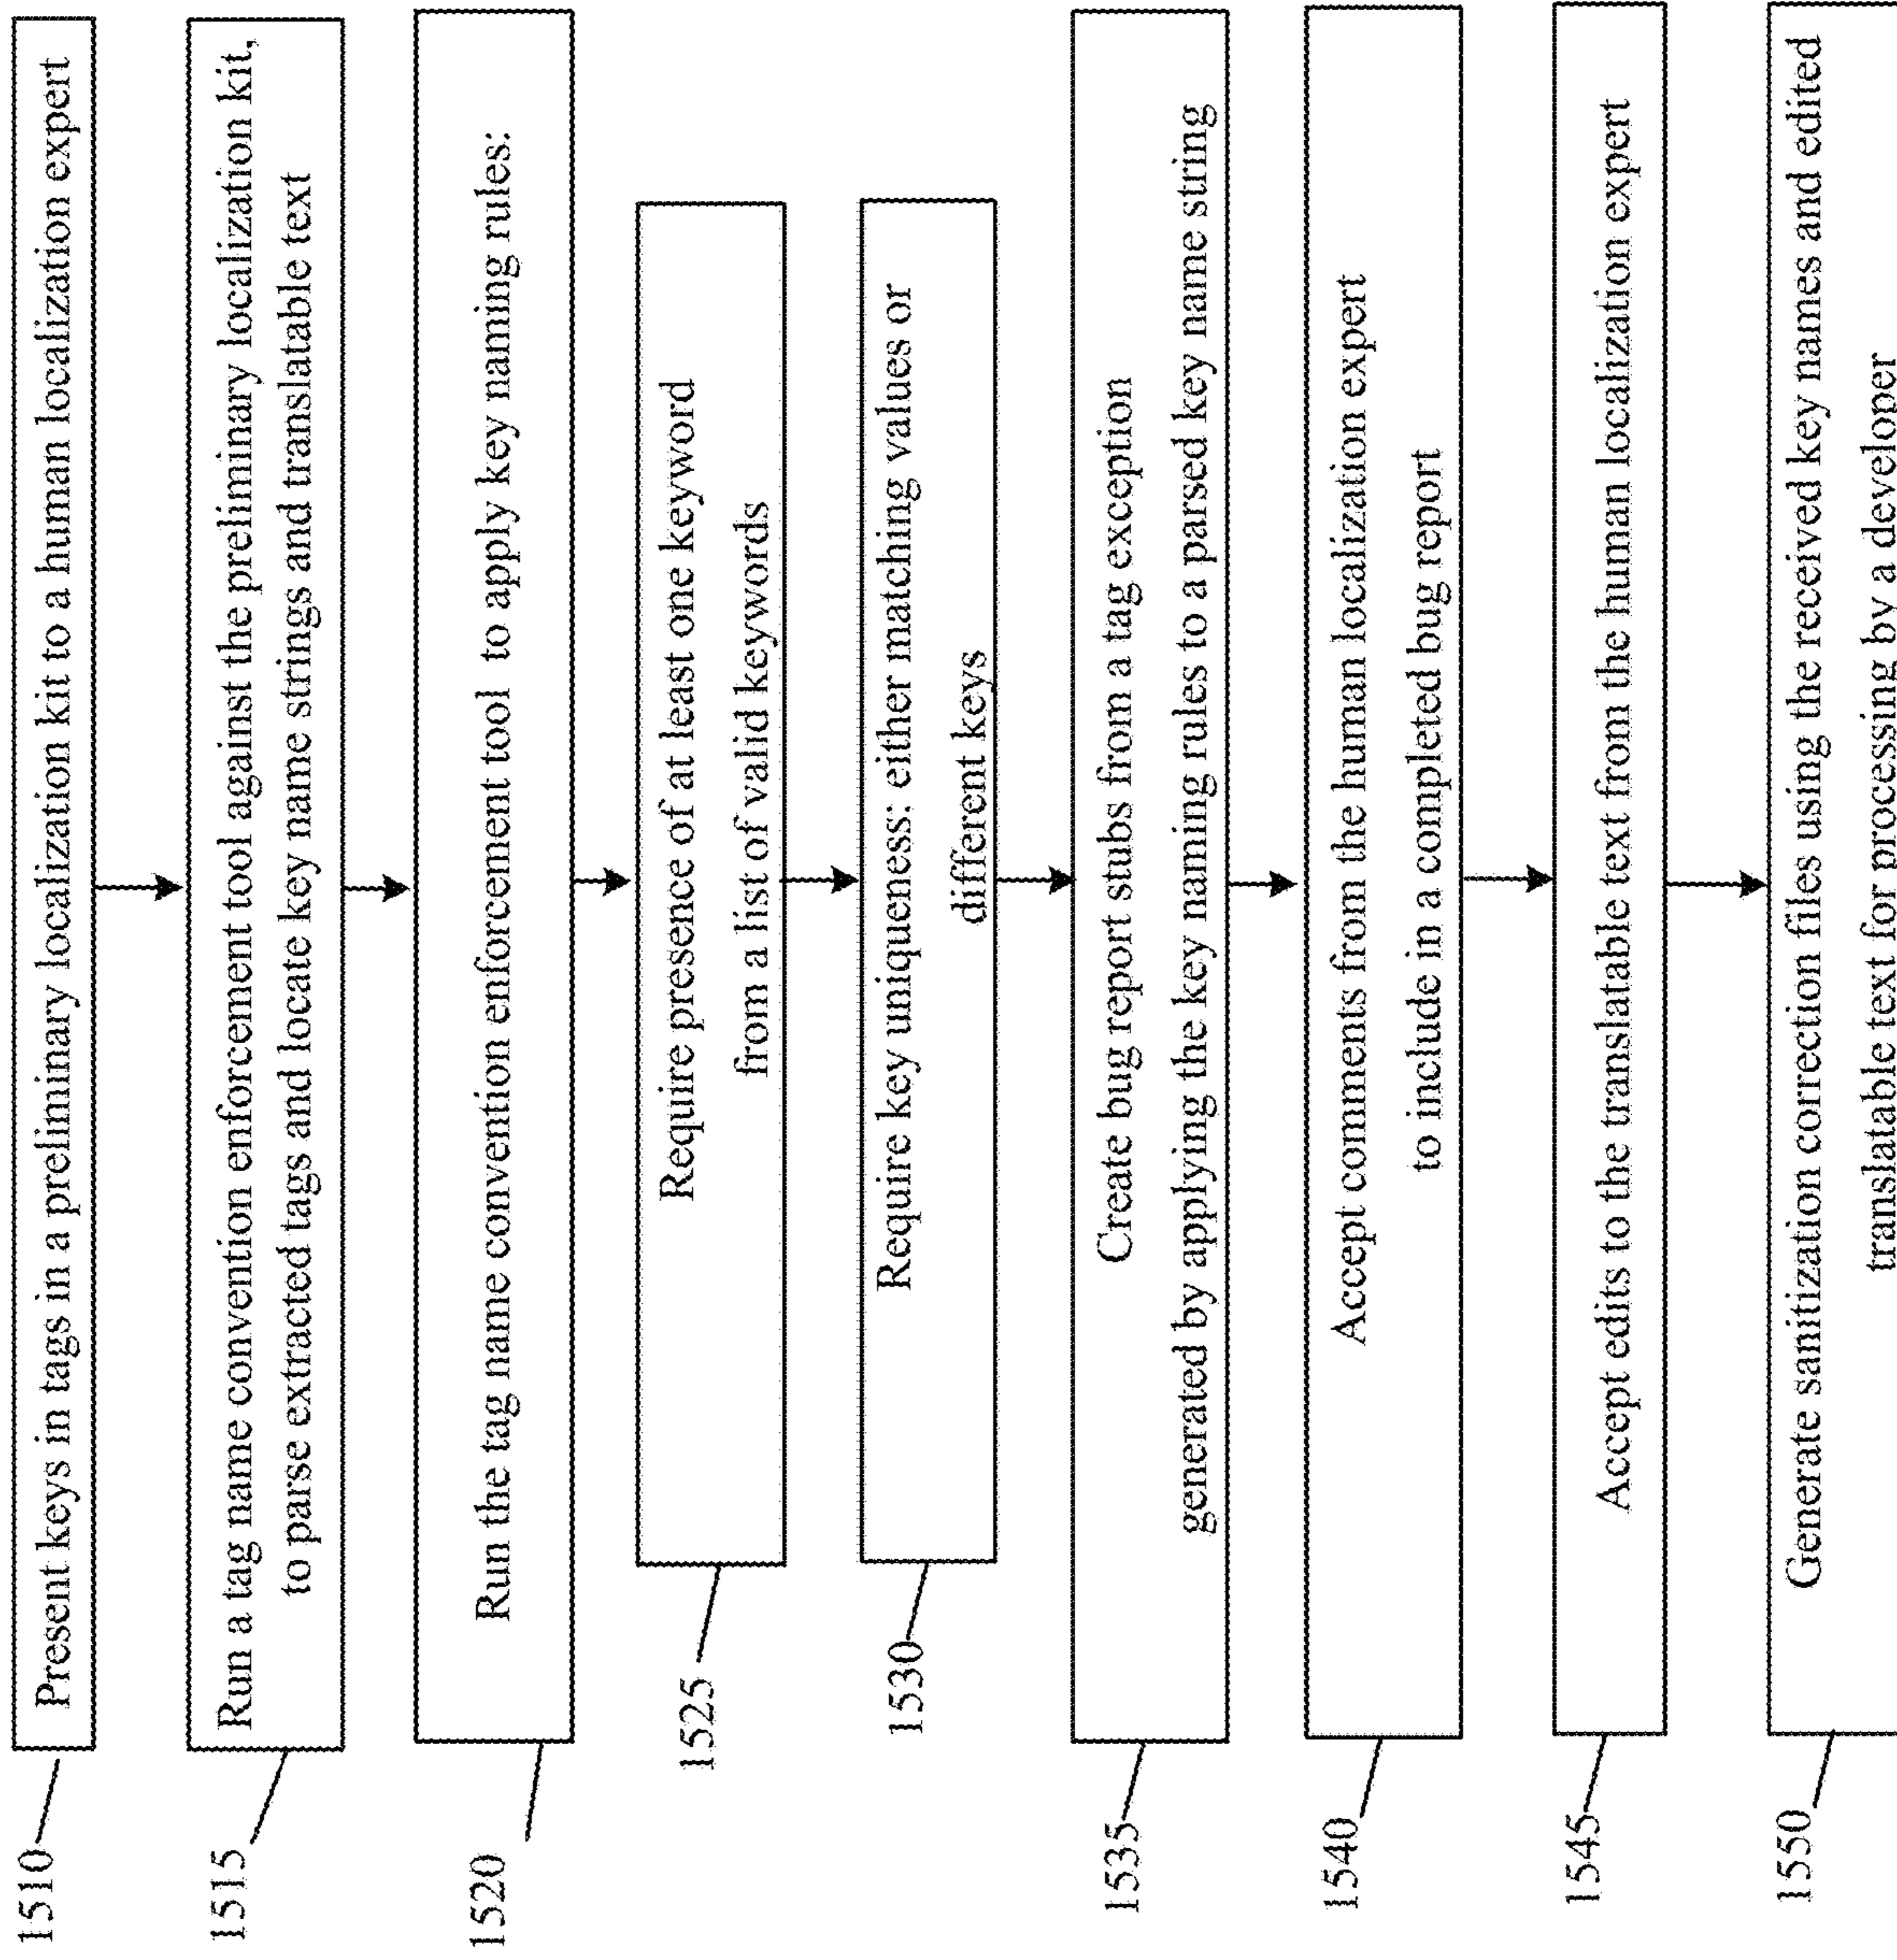 1510
Present keys in tags in a preliminary localization kit to a human localization expert
1515
Run a tag name convention enforcement tool against the preliminary localization kit,
to parse extracted tags and locate key name strings and translatable text
1520
Run the tag name convention enforcement tool to apply key naming rules:
1525
Require presence of at least one keyword
from a list of valid keywords
1530
Require key uniqueness: either matching values or
different keys
1535
Create bug report stubs from a tag exception
generated by applying the key naming rules to a parsed key name string
1540
Accept comments from the human localization expert
to include in a completed bug report
1545
Accept edits to the translatable text from the human localization expert
1550
Generate sanitization correction files using the received key names and edited
translatable text for processing by a developer